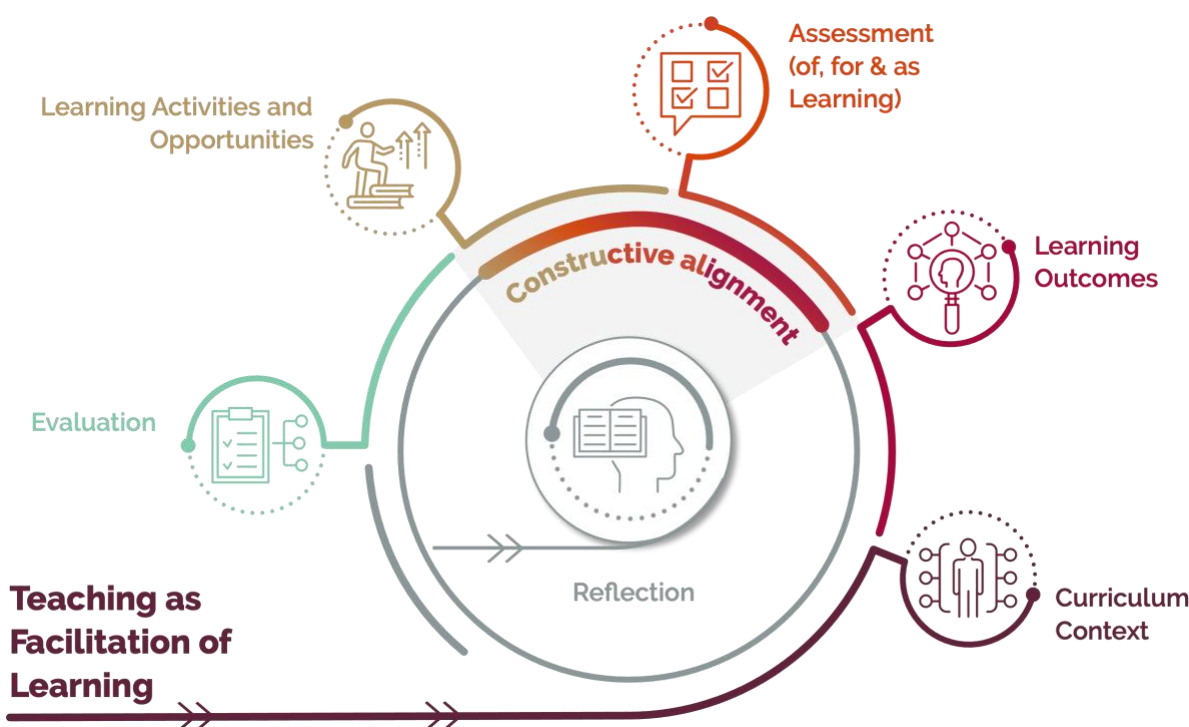 Assessment
(of, for & as
Learning)
Learning Activities and
Opportunities
Constructive alignment
Learning
Outcomes
Evaluation
Reflection
Teaching as
Facilitation of
Learning
Curriculum
Context